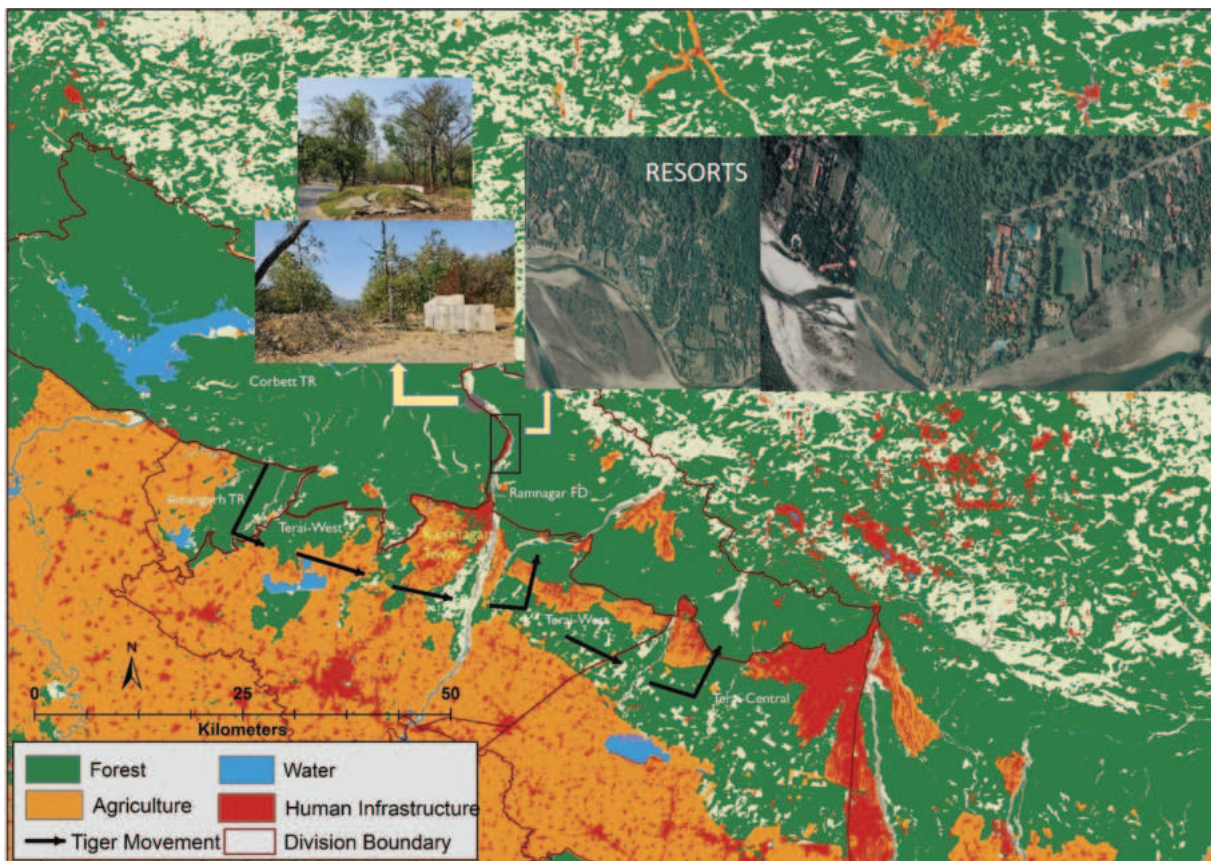 RESORTS
Corbett TR
Ramnagar FD
Terai-West
Terai-West
Terai-Central
N
0 25 50
Kilometers
Forest
Water
Agriculture
Human Infrastructure
Tiger Movement
Division Boundary